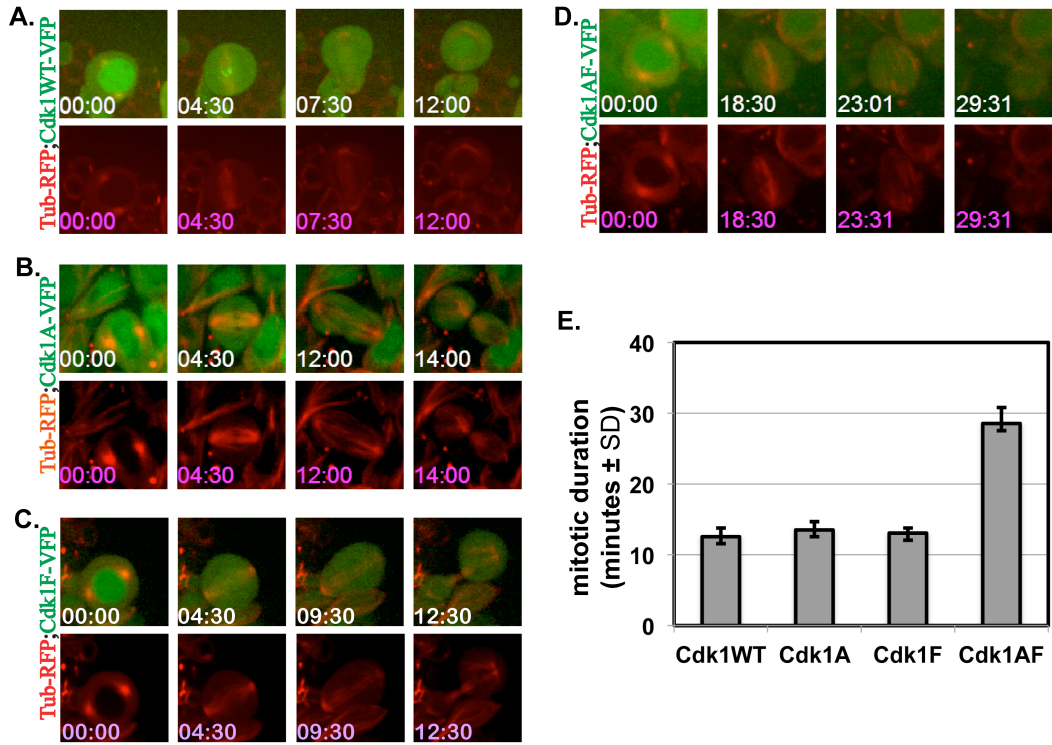 A.
Tub-RFP;Cdk1WT-VFP
00:00 04:30 07:30 12:00
00:00 04:30 07:30 12:00
B.
Tub-RFP;Cdk1A-VFP
00:00 04:30 12:00 14:00
00:00 04:30 12:00 14:00
C.
Tub-RFP;Cdk1F-VFP
00:00 04:30 09:30 12:30
00:00 04:30 09:30 12:30
D.
Tub-RFP;Cdk1AF-VFP
00:00 18:30 23:01 29:31
00:00 18:30 23:31 29:31
E.
mitotic duration
(minutes ± SD)
40
30
20
10
0
Cdk1WT Cdk1A Cdk1F Cdk1AF